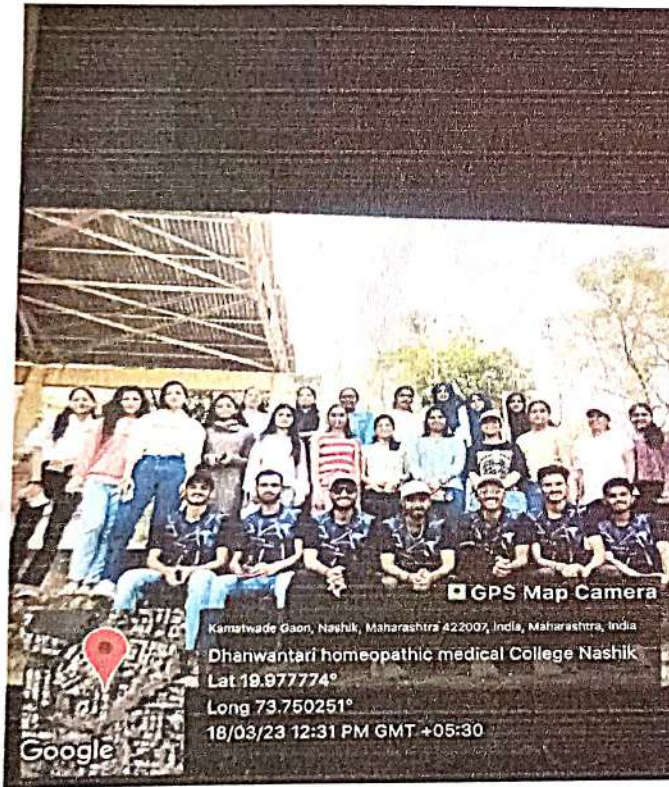 GPS Map Camera
Kamatwade Gaon, Nashik, Maharashtra 422007, India, Maharashtra, India
Dhanwantari homeopathic medical College Nashik
Lat 19.977774°
Long 73.750251°
18/03/23 12:31 PM GMT +05:30
Google